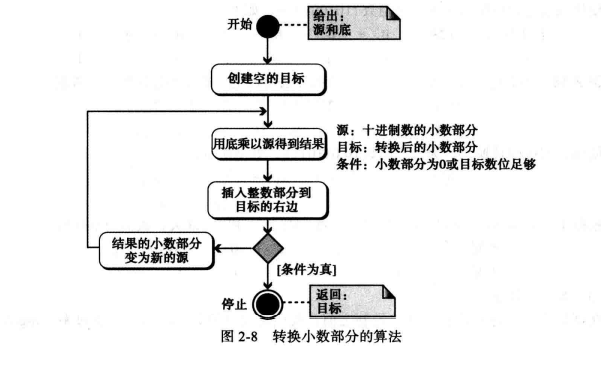 开始
给出：
源和底
创建空的目标
用底乘以源得到结果
源：十进制数的小数部分
目标：转换后的小数部分
条件：小数部分为0或目标数位足够
插入整数部分到
目标的右边
结果的小数部分
变为新的源
[条件为真]
停止
返回：
目标
图 2-8 转换小数部分的算法